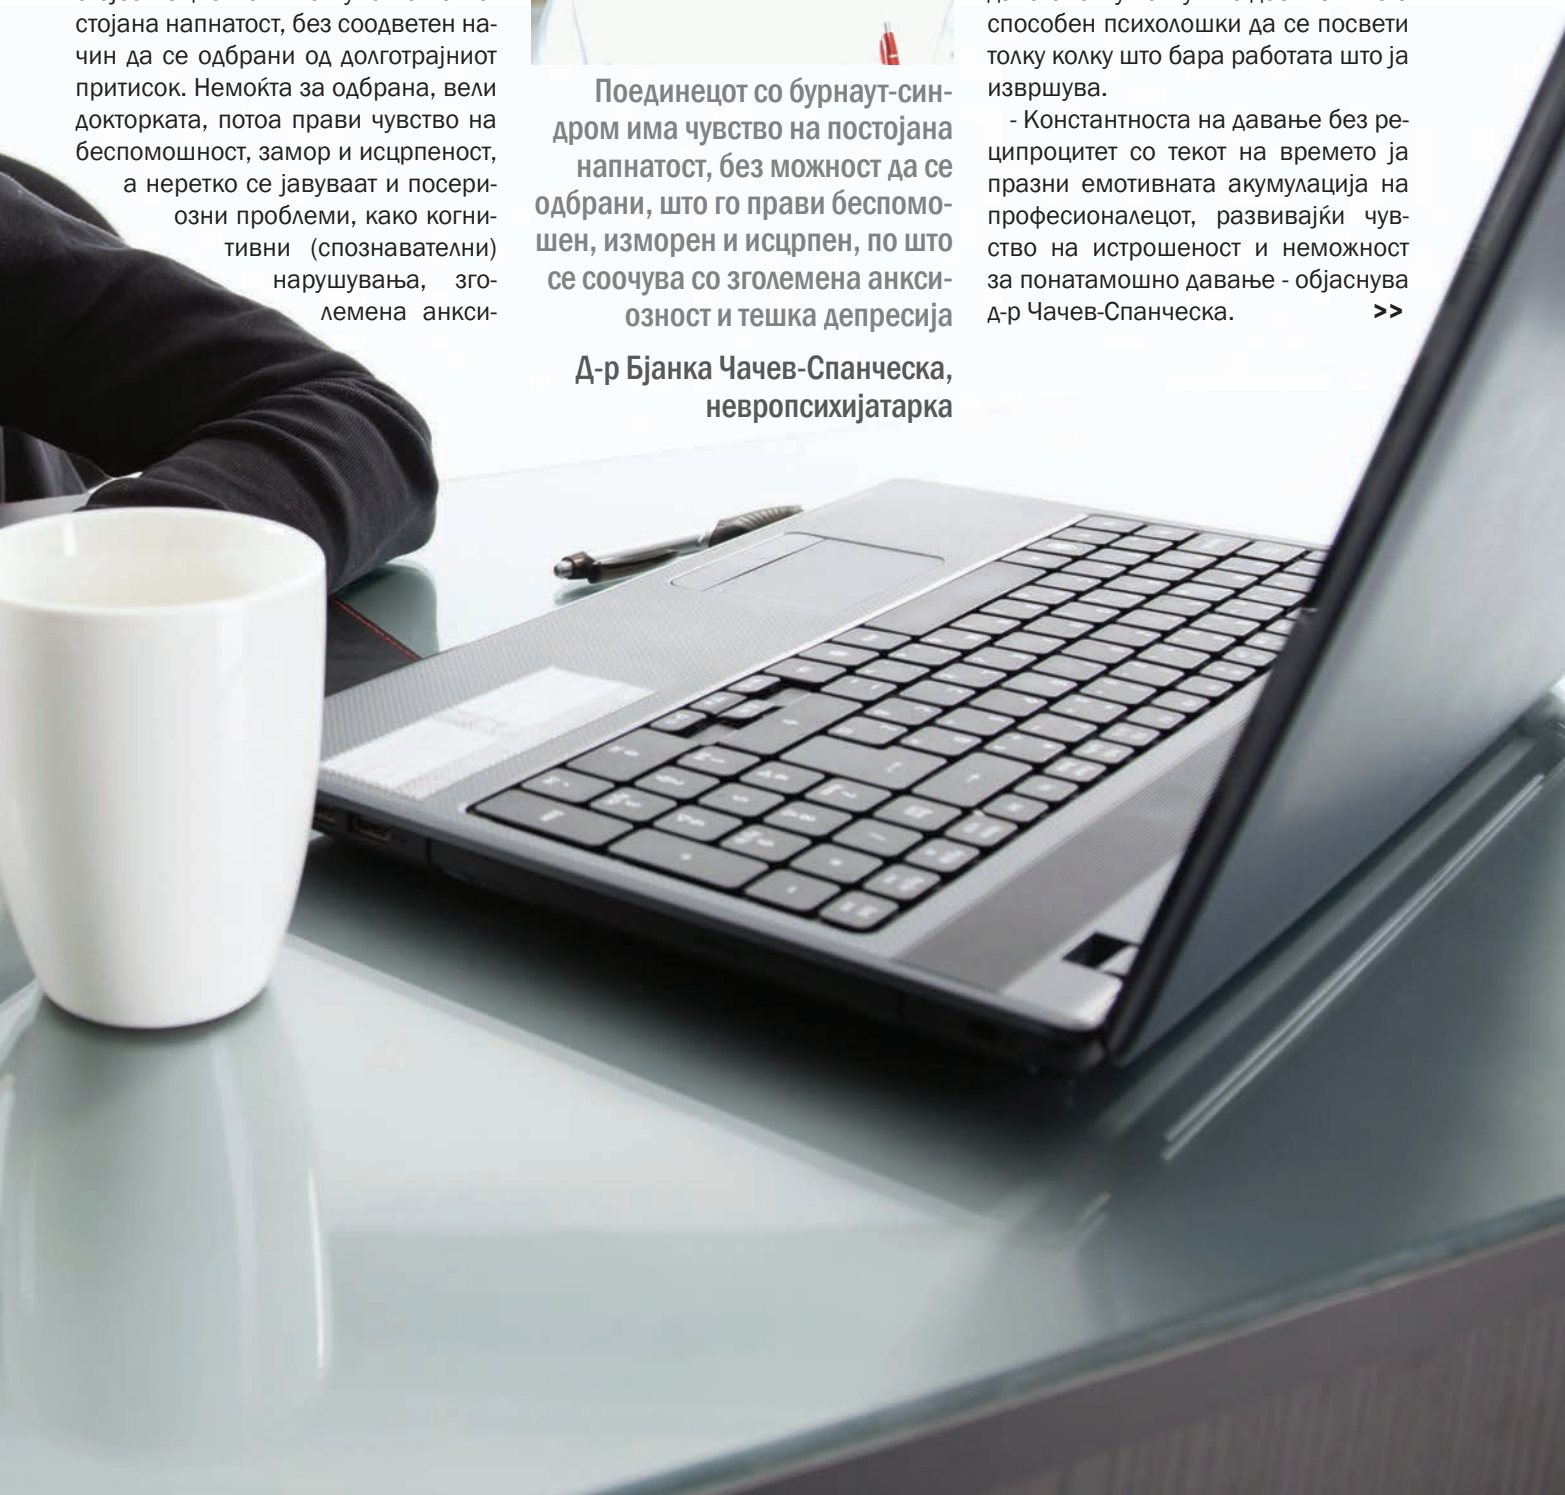 стојана напнатост, без соодветен на-
чин да се одбрани од долготрајниот
притисок. Немоќта за одбрана, вели
докторката, потоа прави чувство на
беспомошност, замор и исцрпеност,
а неретко се јавуваат и посери-
озни проблеми, како когни-
тивни (спознавателни)
нарушувања, зго-
лемена анкси-
Поединецот со бурнаут-син-
дром има чувство на постојана
напнатост, без можност да се
одбрани, што го прави беспомо-
шен, изморен и исцрпен, по што
се соочува со зголемена анкси-
озност и тешка депресија
Д-р Бјанка Чачев-Спанческа,
невропсихијатарка
способен психолошки да се посвети
толку колку што бара работата што ја
извршува.
- Константноста на давање без ре-
ципроцитет со текот на времето ја
празни емотивната акумулација на
професионалецот, развивајќи чув-
ство на истрошеност и неможност
за понатамошно давање - објаснува
д-р Чачев-Спанческа. >>